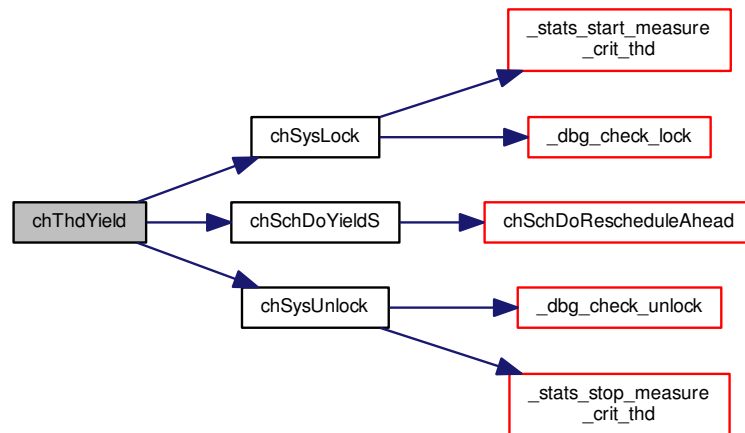 _stats_start_measure
_crit_thd
chSysLock
_dbg_check_lock
chThdYield
chSchDoYieldS
chSchDoRescheduleAhead
chSysUnlock
_dbg_check_unlock
_stats_stop_measure
_crit_thd